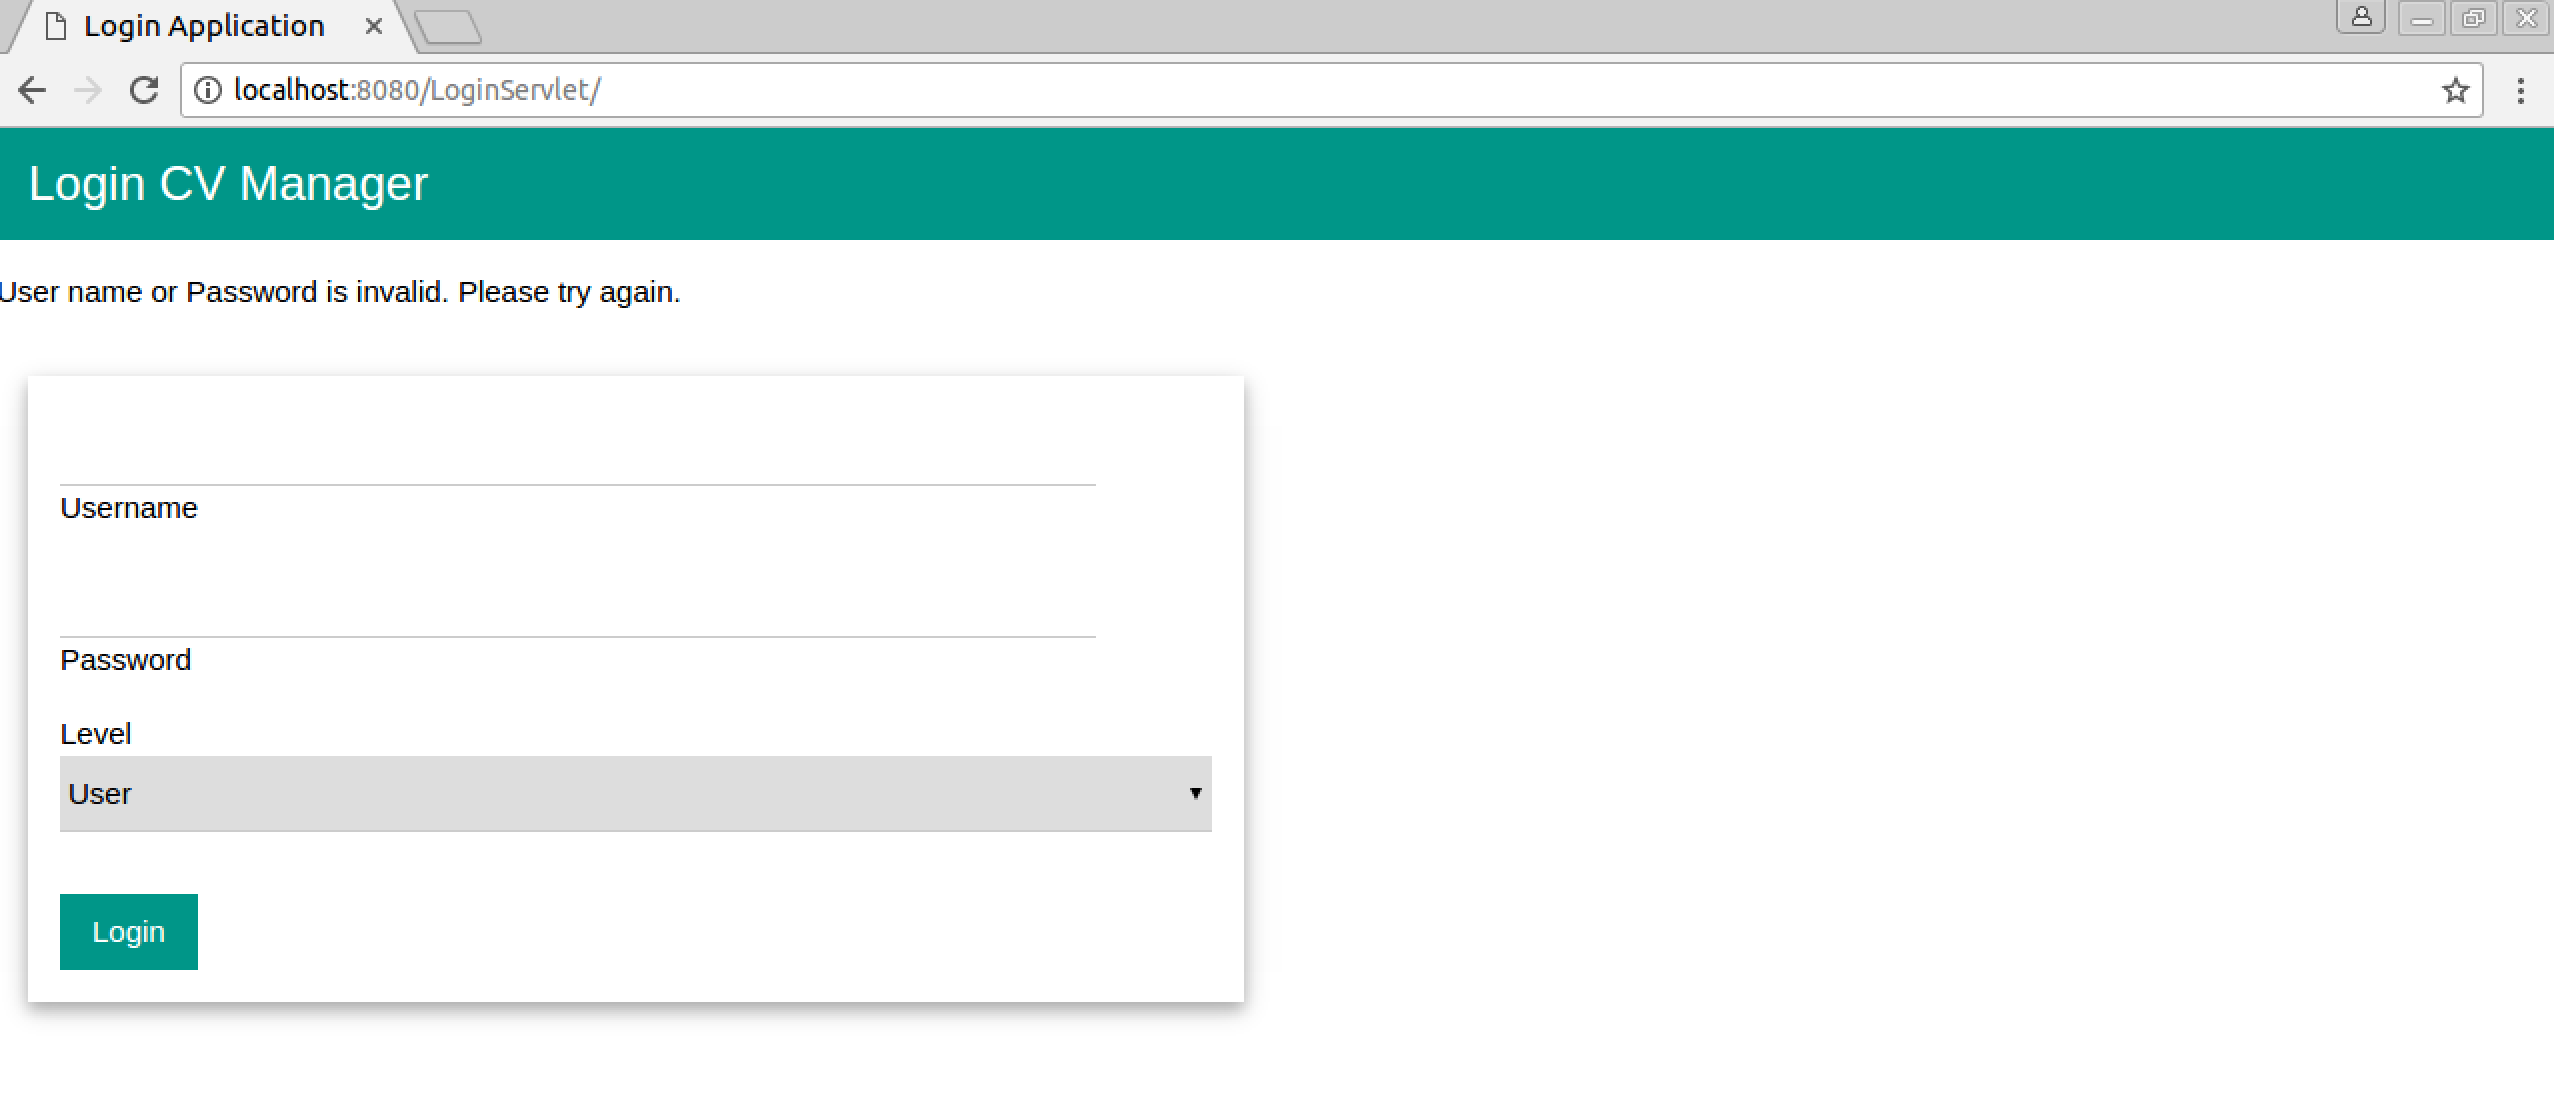 Login Application
localhost:8080/LoginServlet/
Login CV Manager
User name or Password is invalid. Please try again.
Username
Password
Level
User
Login